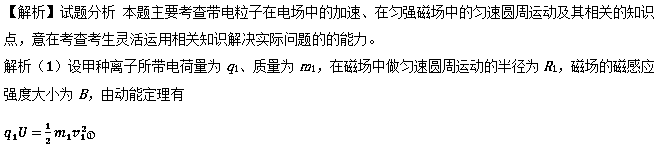 【解析】试题分析 本题主要考查带电粒子在电场中的加速、在匀强磁场中的匀速圆周运动及其相关的知识
点，意在考查考生灵活运用相关知识解决实际问题的的能力。
解析（1）设甲种离子所带电荷量为 q₁、质量为 m₁，在磁场中做匀速圆周运动的半径为 R₁，磁场的磁感应
强度大小为 B，由动能定理有
q₁U = ½ m₁v₁²①